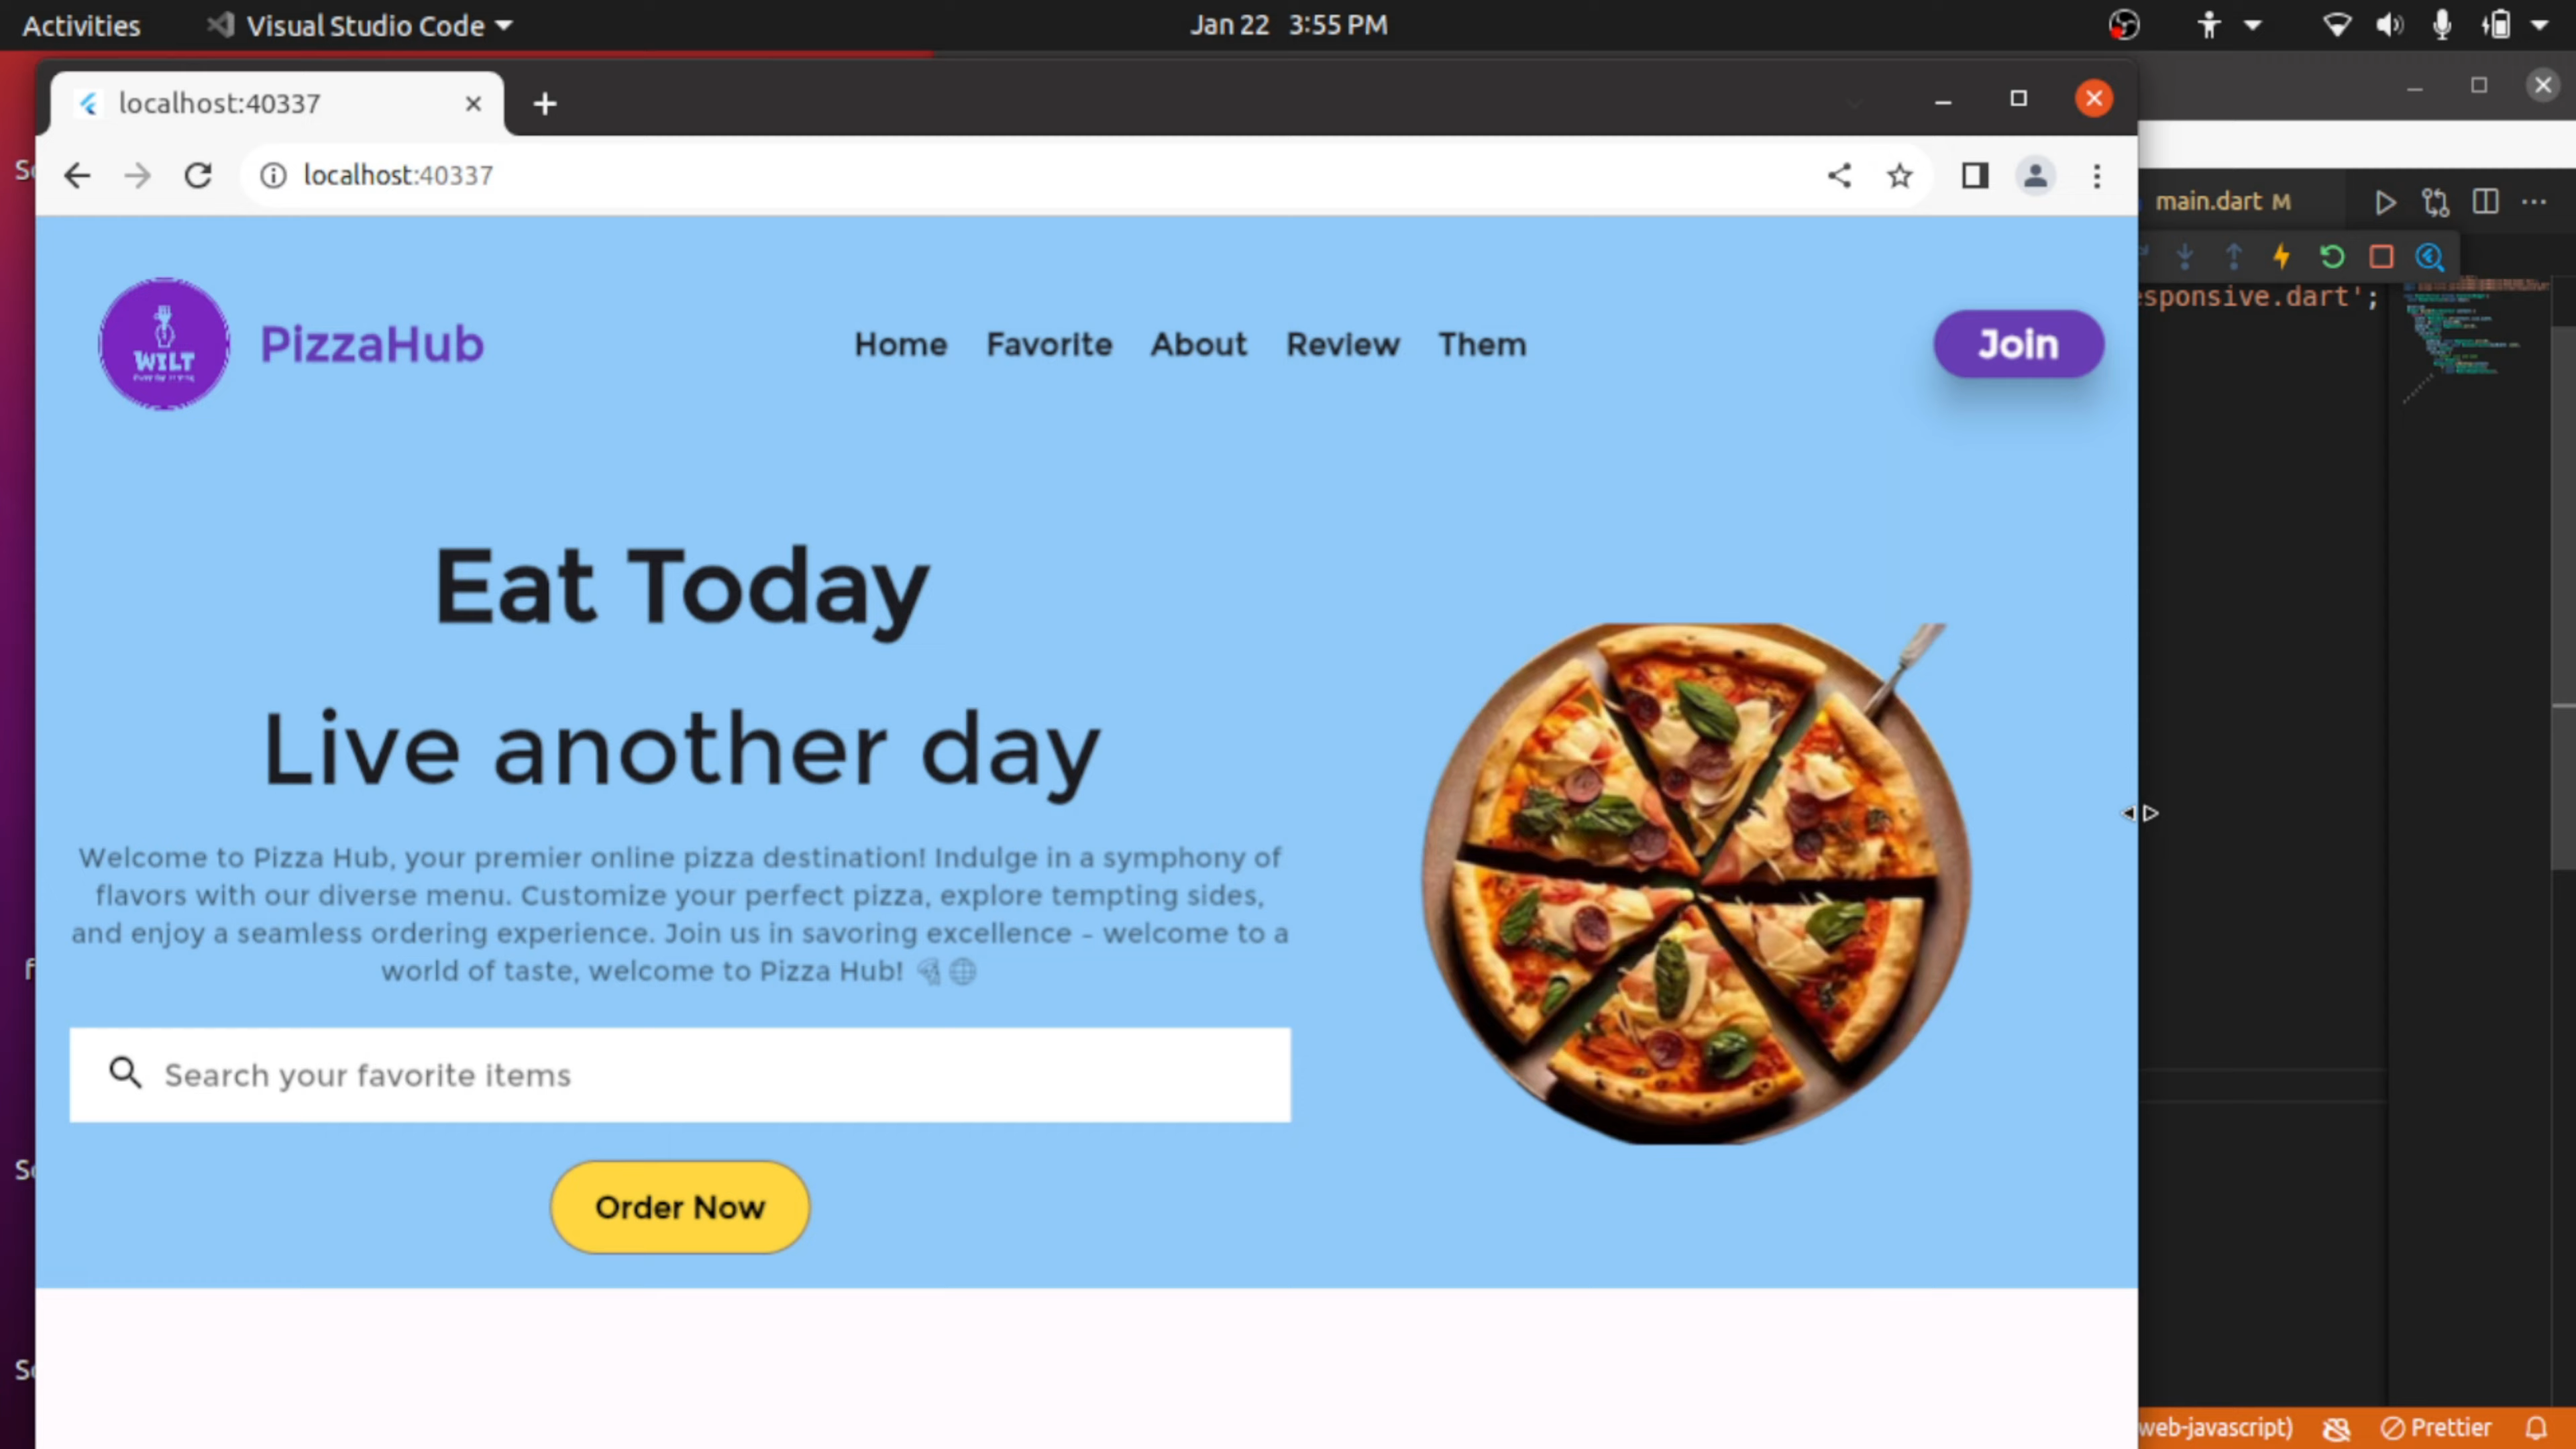 Activities
Visual Studio Code
Jan 22 3:55 PM
localhost:40337
localhost:40337
main.dart M
esponsive.dart';
WILT
PizzaHub
Home Favorite About Review Them
Join
Eat Today
Live another day
Welcome to Pizza Hub, your premier online pizza destination! Indulge in a symphony of
flavors with our diverse menu. Customize your perfect pizza, explore tempting sides,
and enjoy a seamless ordering experience. Join us in savoring excellence - welcome to a
world of taste, welcome to Pizza Hub! 🍕🌐
Search your favorite items
Order Now
web-javascript)
Prettier